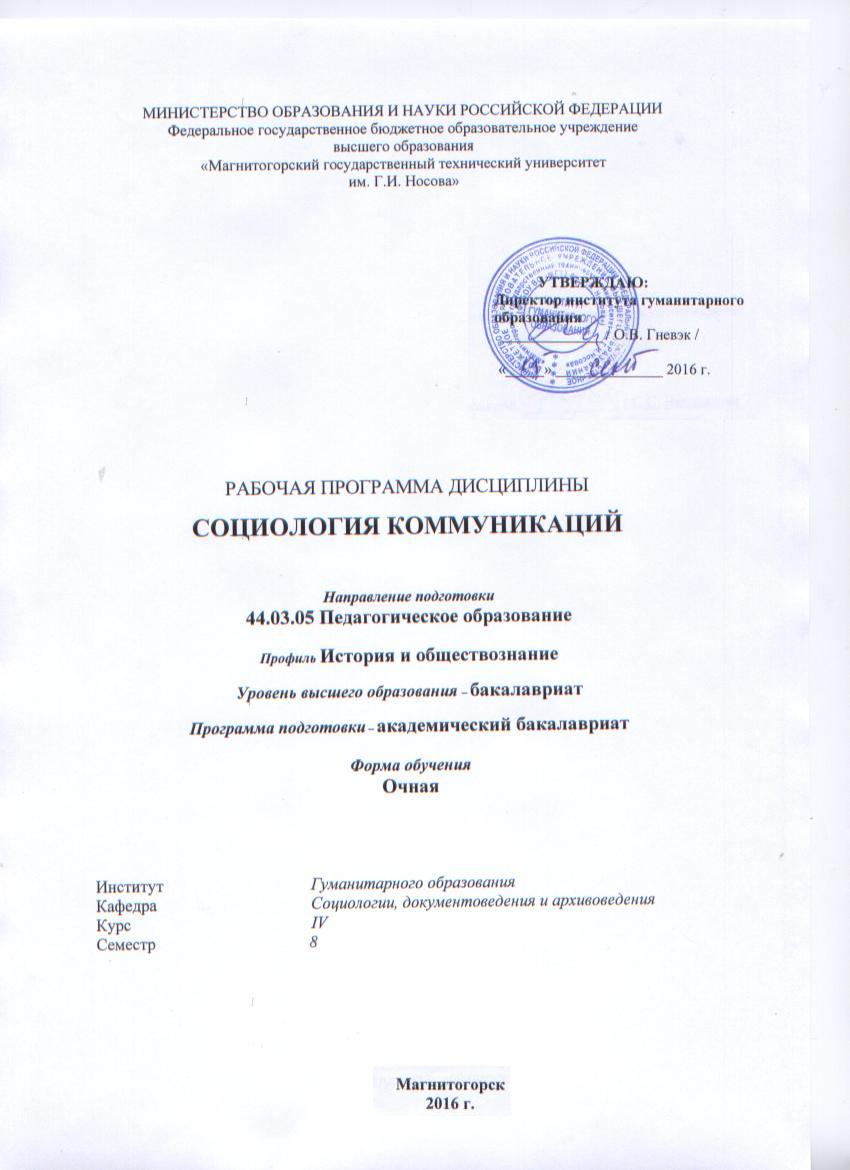 МИНИСТЕРСТВО ОБРАЗОВАНИЯ И НАУКИ РОССИЙСКОЙ ФЕДЕРАЦИИ
Федеральное государственное бюджетное образовательное учреждение
высшего образования
«Магнитогорский государственный технический университет
им. Г.И. Носова»
УТВЕРЖДАЮ:
Директор института гуманитарного
образования
/ О.В. Гневэк /
« » сент 2016 г.
РАБОЧАЯ ПРОГРАММА ДИСЦИПЛИНЫ
СОЦИОЛОГИЯ КОММУНИКАЦИЙ
Направление подготовки
44.03.05 Педагогическое образование
Профиль История и обществознание
Уровень высшего образования – бакалавриат
Программа подготовки – академический бакалавриат
Форма обучения
Очная
Институт Гуманитарного образования
Кафедра Социологии, документоведения и архивоведения
Курс IV
Семестр 8
Магнитогорск
2016 г.